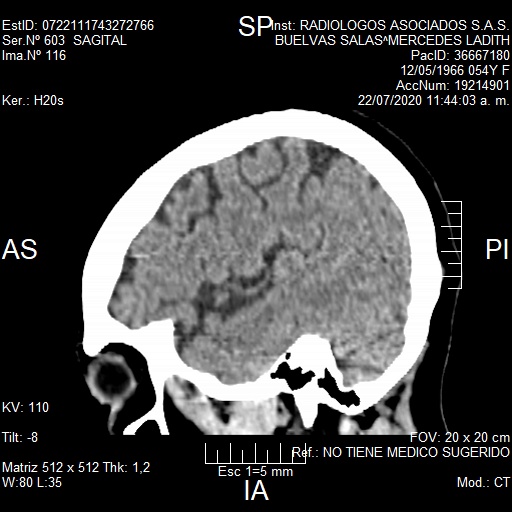 EstID: 0722111743272766
Ser.Nº 603 SAGITAL
Ima.Nº 116
Ker.: H20s
SP
Inst: RADIOLOGOS ASOCIADOS S.A.S.
BUELVAS SALAS^MERCEDES LADITH
PacID: 36667180
12/05/1966 054Y F
AccNum: 19214901
22/07/2020 11:44:03 a. m.
AS
PI
KV: 110
Tilt: -8
Matriz 512 x 512 Thk: 1,2
W:80 L:35
Esc 1=5 mm
IA
FOV: 20 x 20 cm
Ref.: NO TIENE MEDICO SUGERIDO
Mod.: CT